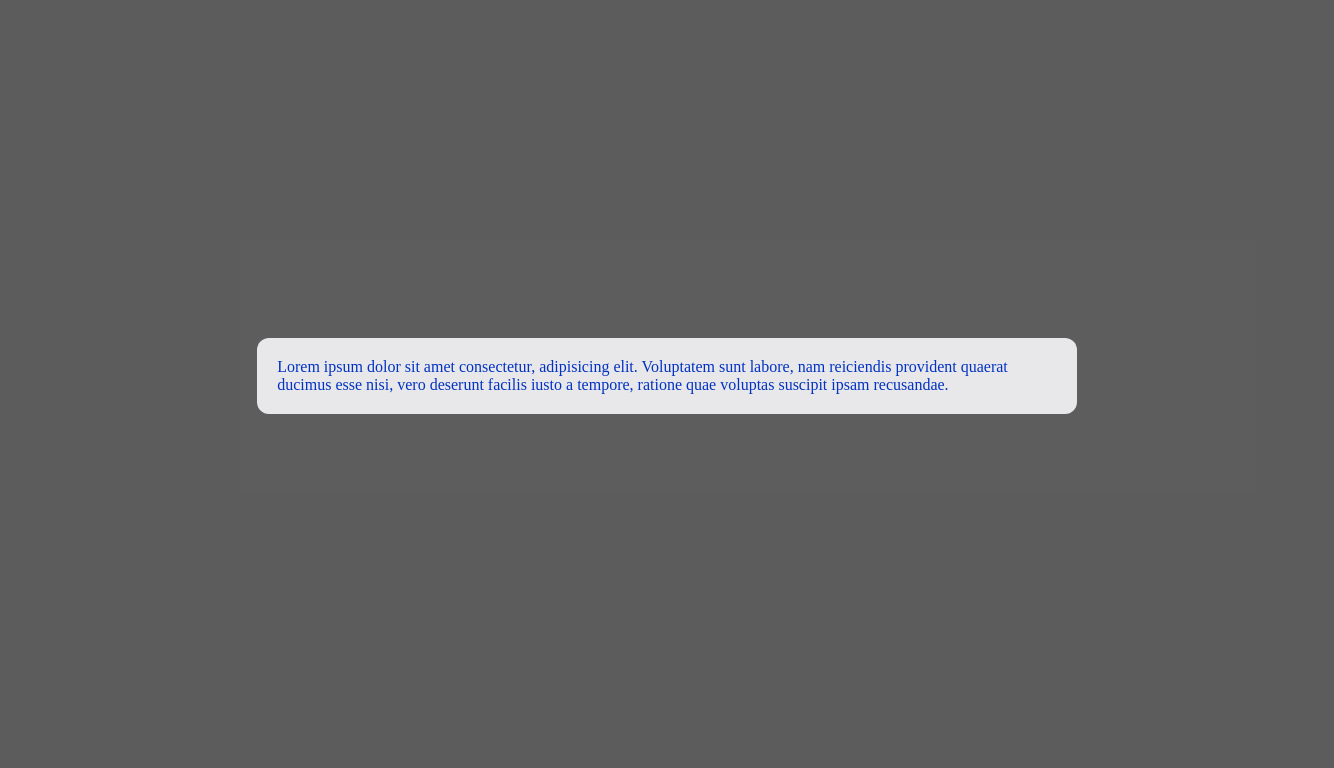 Lorem ipsum dolor sit amet consectetur, adipisicing elit. Voluptatem sunt labore, nam reiciendis provident quaerat
ducimus esse nisi, vero deserunt facilis iusto a tempore, ratione quae voluptas suscipit ipsam recusandae.